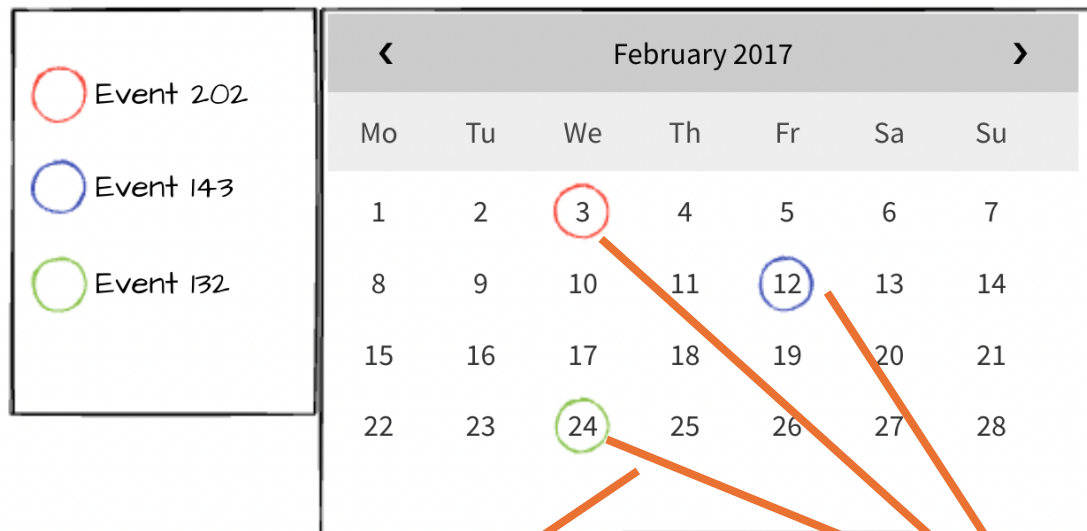 Event 202
Event 143
Event 132
‹ February 2017 ›
Mo Tu We Th Fr Sa Su
1 2 3 4 5 6 7
8 9 10 11 12 13 14
15 16 17 18 19 20 21
22 23 24 25 26 27 28